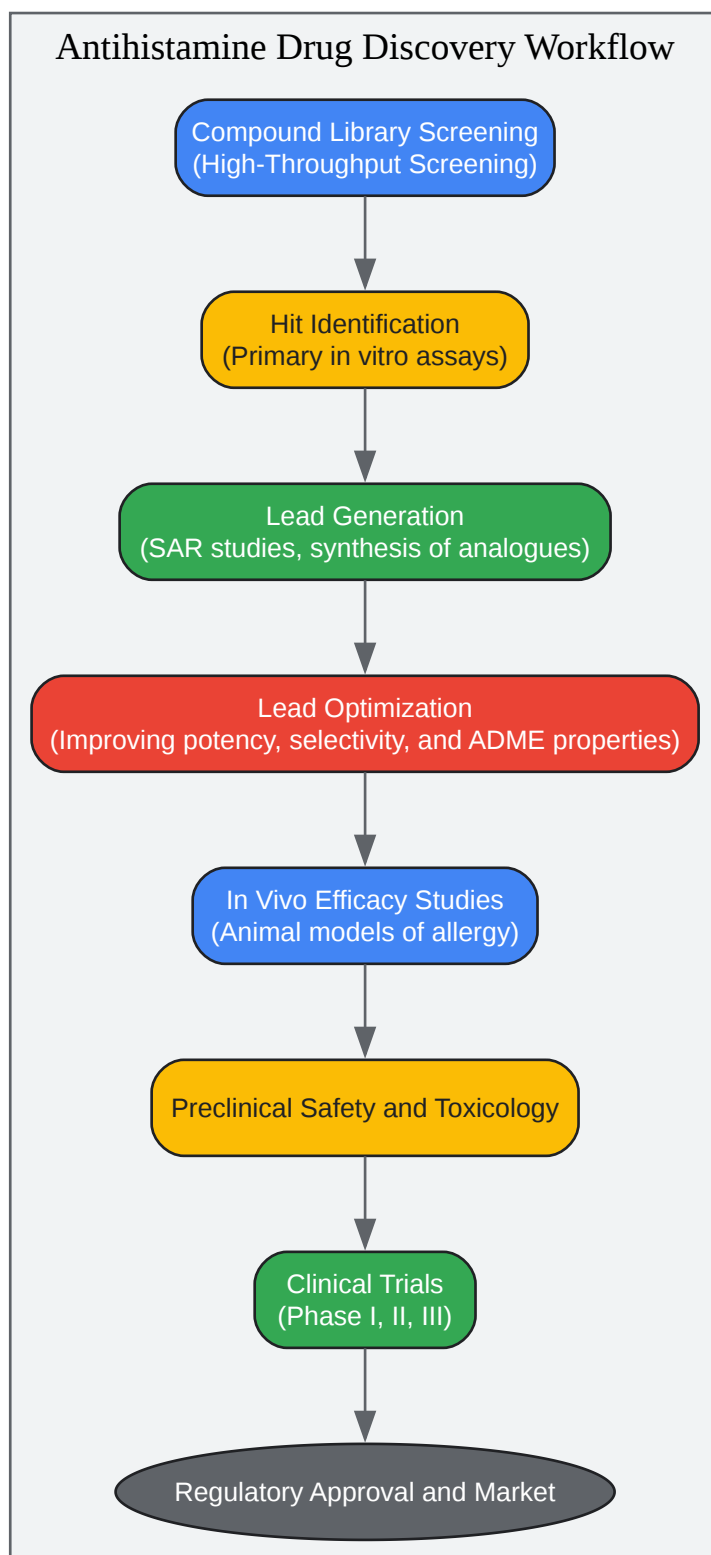 Antihistamine Drug Discovery Workflow
Compound Library Screening
(High-Throughput Screening)
Hit Identification
(Primary in vitro assays)
Lead Generation
(SAR studies, synthesis of analogues)
Lead Optimization
(Improving potency, selectivity, and ADME properties)
In Vivo Efficacy Studies
(Animal models of allergy)
Preclinical Safety and Toxicology
Clinical Trials
(Phase I, II, III)
Regulatory Approval and Market